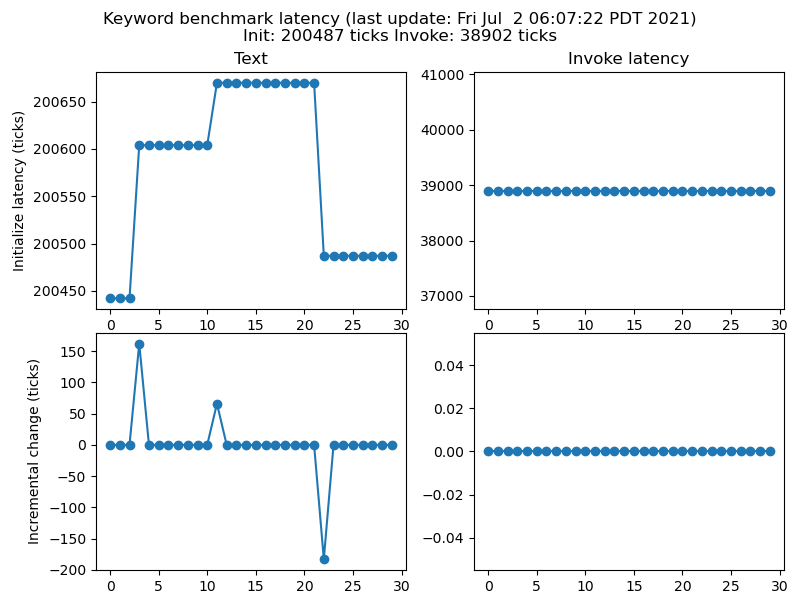 Keyword benchmark latency (last update: Fri Jul  2 06:07:22 PDT 2021)
Init: 200487 ticks Invoke: 38902 ticks
Text
Initialize latency (ticks)
200650
200600
200550
200500
200450
0 5 10 15 20 25 30
Invoke latency
41000
40000
39000
38000
37000
0 5 10 15 20 25 30
Incremental change (ticks)
150
100
50
0
−50
−100
−150
−200
0 5 10 15 20 25 30
0.04
0.02
0.00
−0.02
−0.04
0 5 10 15 20 25 30